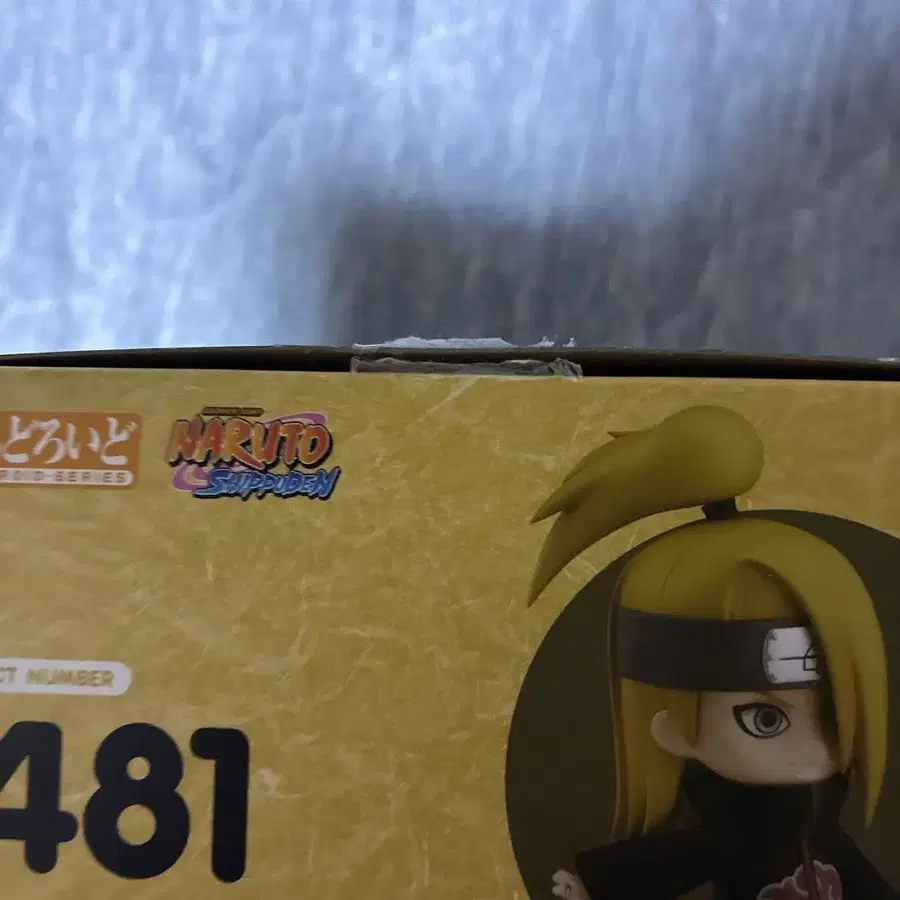 どろいど
ROID-SERIES
NARUTO
SHIPPUDEN
CT NUMBER
481